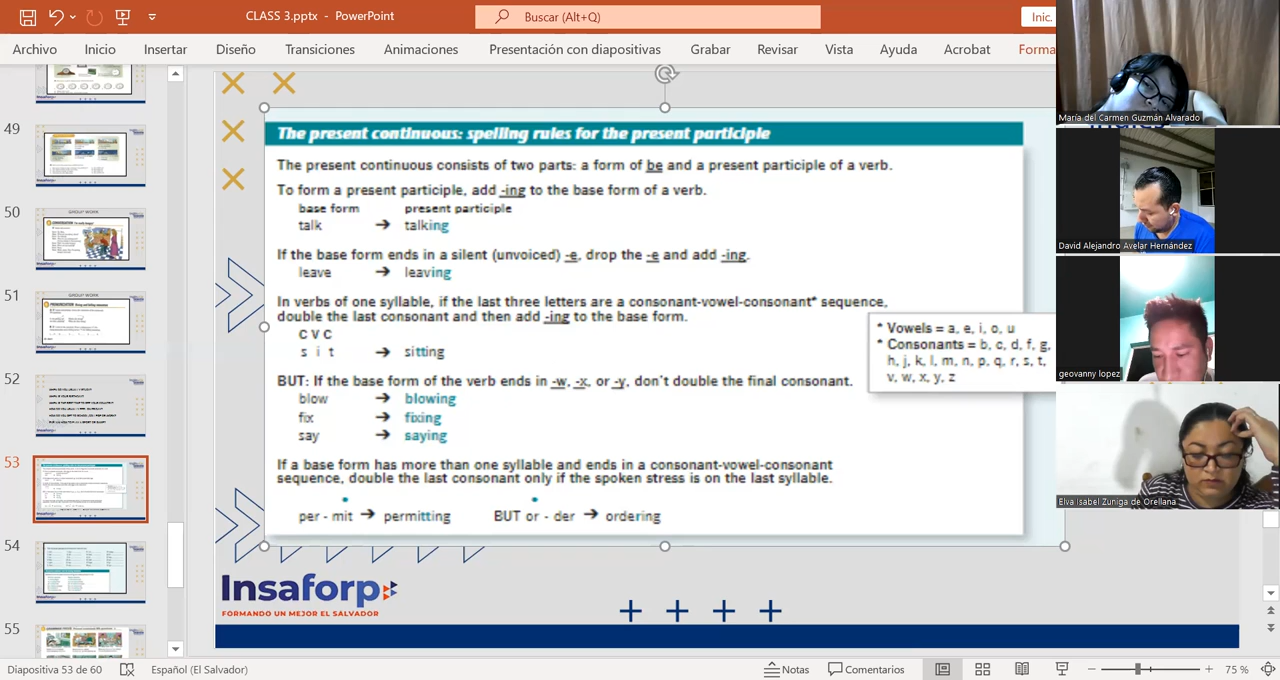 CLASS 3.pptx - PowerPoint
Buscar (Alt+Q)
Inic.
Archivo Inicio Insertar Diseño Transiciones Animaciones Presentación con diapositivas Grabar Revisar Vista Ayuda Acrobat Forma
49
50
51
52
53
54
55
The present continuous: spelling rules for the present participle
The present continuous consists of two parts: a form of be and a present participle of a verb.
To form a present participle, add -ing to the base form of a verb.
base form present participle
talk → talking
If the base form ends in a silent (unvoiced) -e, drop the -e and add -ing.
leave → leaving
In verbs of one syllable, if the last three letters are a consonant-vowel-consonant* sequence,
double the last consonant and then add -ing to the base form.
C V C
s i t → sitting
* Vowels = a, e, i, o, u
* Consonants = b, c, d, f, g,
h, j, k, l, m, n, p, q, r, s, t,
v, w, x, y, z
BUT: If the base form of the verb ends in -w, -x, or -y, don't double the final consonant.
blow → blowing
fix → fixing
say → saying
If a base form has more than one syllable and ends in a consonant-vowel-consonant
sequence, double the last consonant only if the spoken stress is on the last syllable.
per - mit → permitting BUT or - der → ordering
Insaforp
FORMANDO UN MEJOR EL SALVADOR
María del Carmen Guzmán Alvarado
David Alejandro Avelar Hernández
geovanny lopez
Elva Isabel Zuniga de Orellana
Diapositiva 53 de 60 Español (El Salvador) Notas Comentarios 75 %